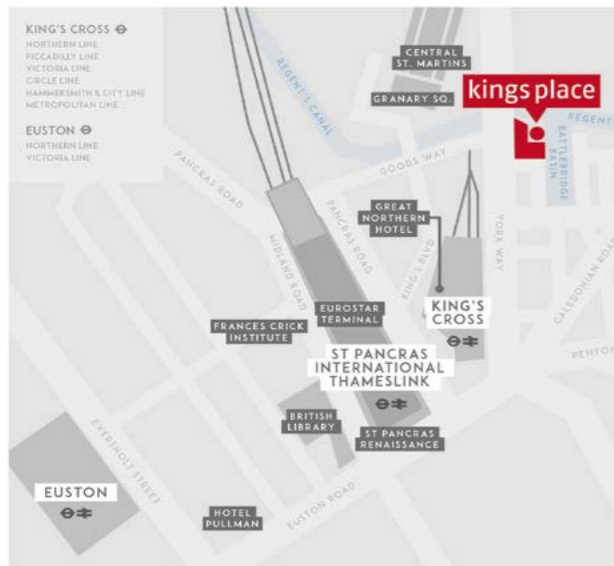 KING'S CROSS
NORTHERN LINE
PICCADILLY LINE
VICTORIA LINE
CIRCLE LINE
HAMMERSMITH & CITY LINE
METROPOLITAN LINE
EUSTON
NORTHERN LINE
VICTORIA LINE
CENTRAL
ST. MARTINS
GRANARY SQ.
kings place
REGENT'S CANAL
REGENT'S
BATTLEBRIDGE
BASIN
GOODS WAY
PANCRAS ROAD
PANCRAS ROAD
MIDLAND ROAD
GREAT
NORTHERN
HOTEL
KING'S BLVD
YORK WAY
CALEDONIAN ROAD
PENTON
KING'S
CROSS
EUROSTAR
TERMINAL
FRANCES CRICK
INSTITUTE
ST PANCRAS
INTERNATIONAL
THAMESLINK
BRITISH
LIBRARY
ST PANCRAS
RENAISSANCE
EVERSHOLT STREET
EUSTON ROAD
EUSTON
HOTEL
PULLMAN